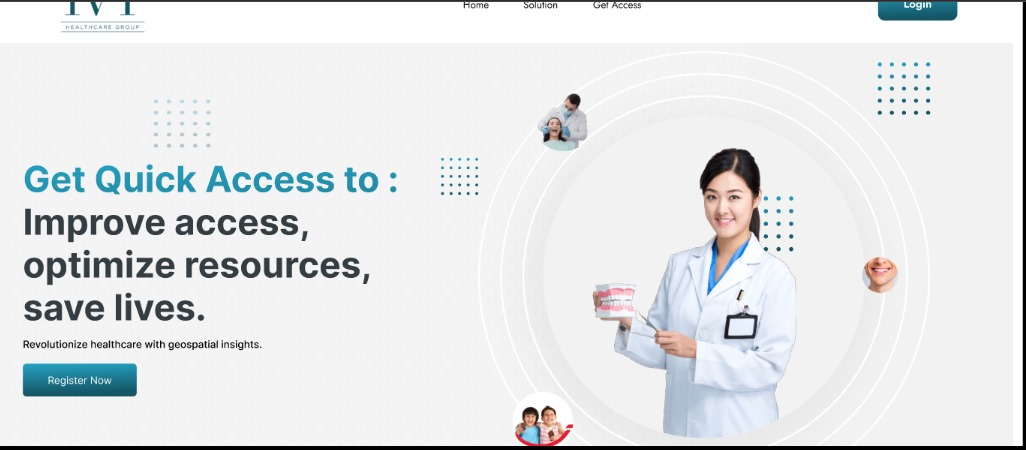 HEALTHCARE GROUP
Home Solution Get Access
Login
Get Quick Access to :
Improve access,
optimize resources,
save lives.
Revolutionize healthcare with geospatial insights.
Register Now